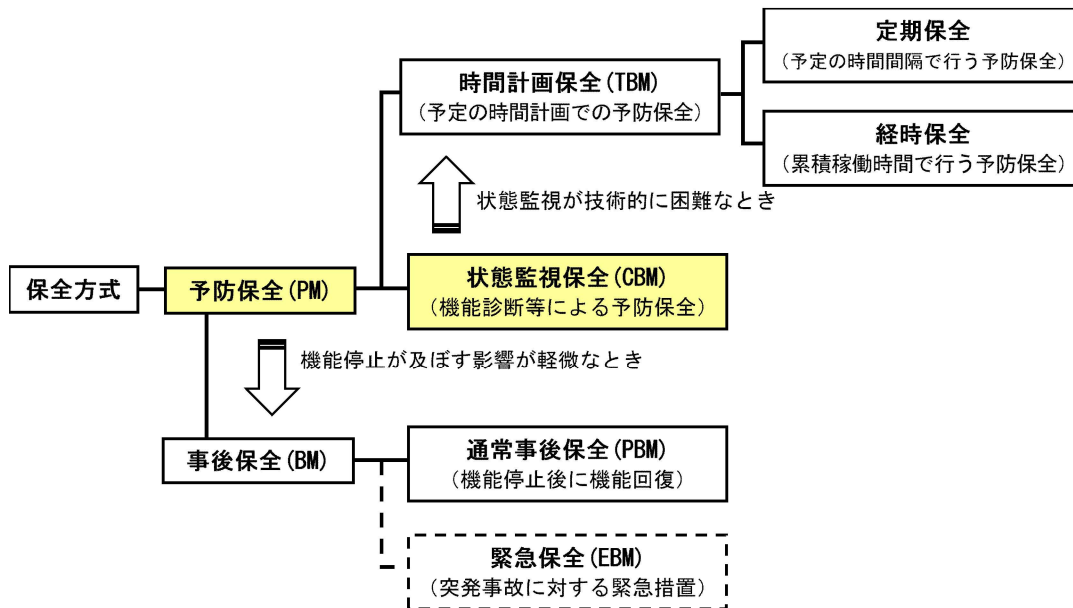 定期保全
（予定の時間間隔で行う予防保全）
時間計画保全(TBM)
（予定の時間計画での予防保全）
経時保全
（累積稼働時間で行う予防保全）
状態監視が技術的に困難なとき
保全方式
予防保全(PM)
状態監視保全(CBM)
（機能診断等による予防保全）
機能停止が及ぼす影響が軽微なとき
事後保全(BM)
通常事後保全(PBM)
（機能停止後に機能回復）
緊急保全(EBM)
（突発事故に対する緊急措置）